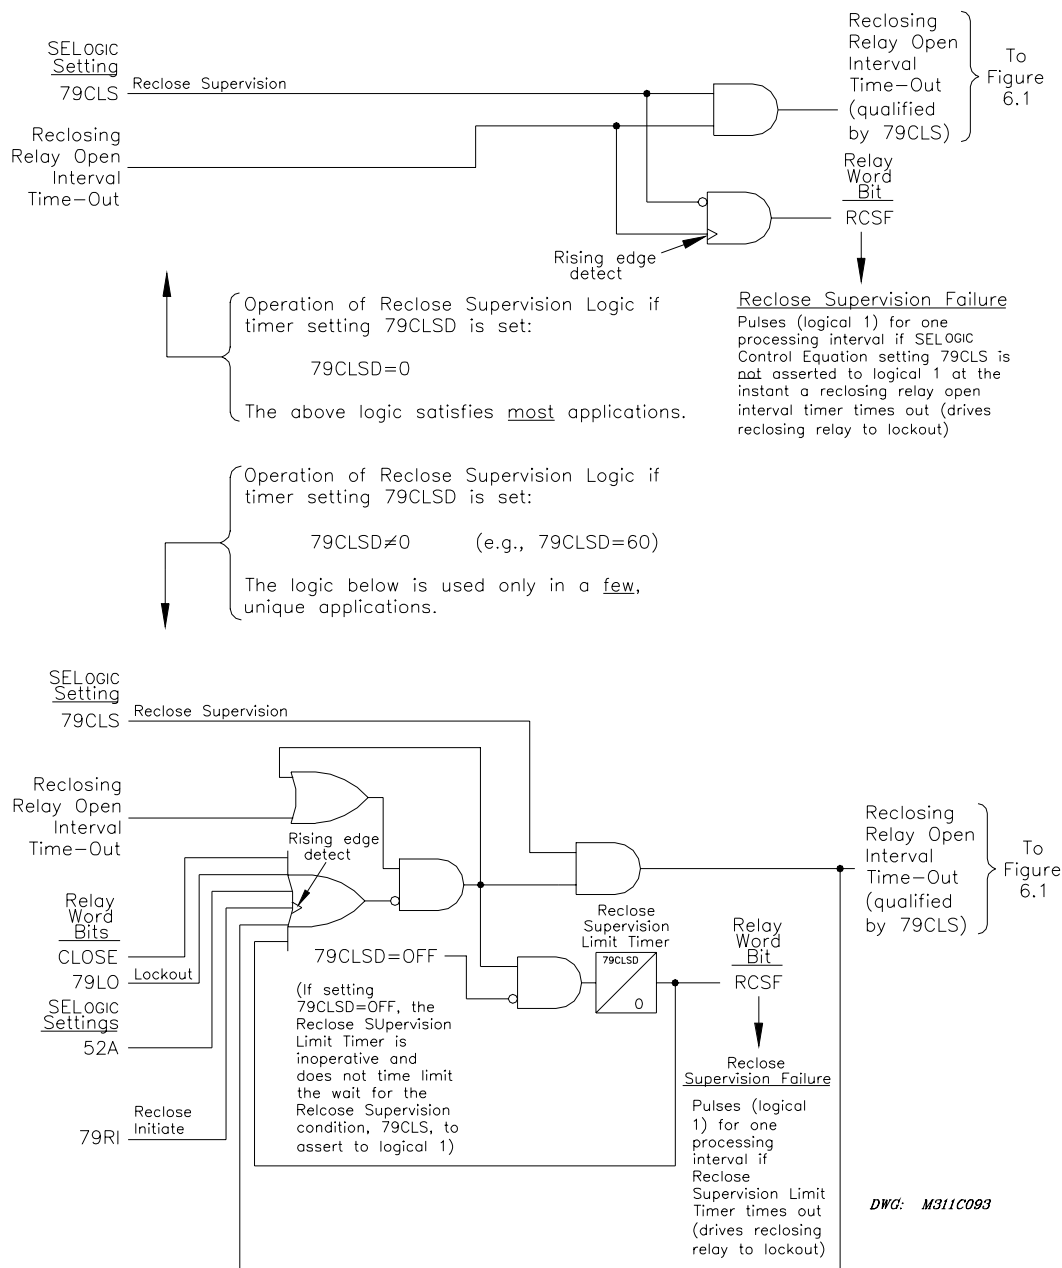 SELOGIC
Setting
79CLS
Reclose Supervision
Reclosing
Relay Open
Interval
Time-Out
Reclosing
Relay Open
Interval
Time-Out
(qualified
by 79CLS)
To
Figure
6.1
Relay
Word
Bit
RCSF
Rising edge
detect
Reclose Supervision Failure
Pulses (logical 1) for one
processing interval if SELOGIC
Control Equation setting 79CLS is
not asserted to logical 1 at the
instant a reclosing relay open
interval timer times out (drives
reclosing relay to lockout)
Operation of Reclose Supervision Logic if
timer setting 79CLSD is set:
79CLSD=0
The above logic satisfies most applications.
Operation of Reclose Supervision Logic if
timer setting 79CLSD is set:
79CLSD≠0 (e.g., 79CLSD=60)
The logic below is used only in a few,
unique applications.
SELOGIC
Setting
79CLS
Reclose Supervision
Reclosing
Relay Open
Interval
Time-Out
Rising edge
detect
Relay
Word
Bits
CLOSE
79LO
Lockout
SELOGIC
Settings
52A
79RI
Reclose
Initiate
79CLSD=OFF
(If setting
79CLSD=OFF, the
Reclose SUpervision
Limit Timer is
inoperative and
does not time limit
the wait for the
Relcose Supervision
condition, 79CLS, to
assert to logical 1)
Reclose
Supervision
Limit Timer
79CLSD
0
Reclosing
Relay Open
Interval
Time-Out
(qualified
by 79CLS)
To
Figure
6.1
Relay
Word
Bit
RCSF
Reclose
Supervision Failure
Pulses (logical
1) for one
processing
interval if
Reclose
Supervision Limit
Timer times out
(drives reclosing
relay to lockout)
DWG: M311C093